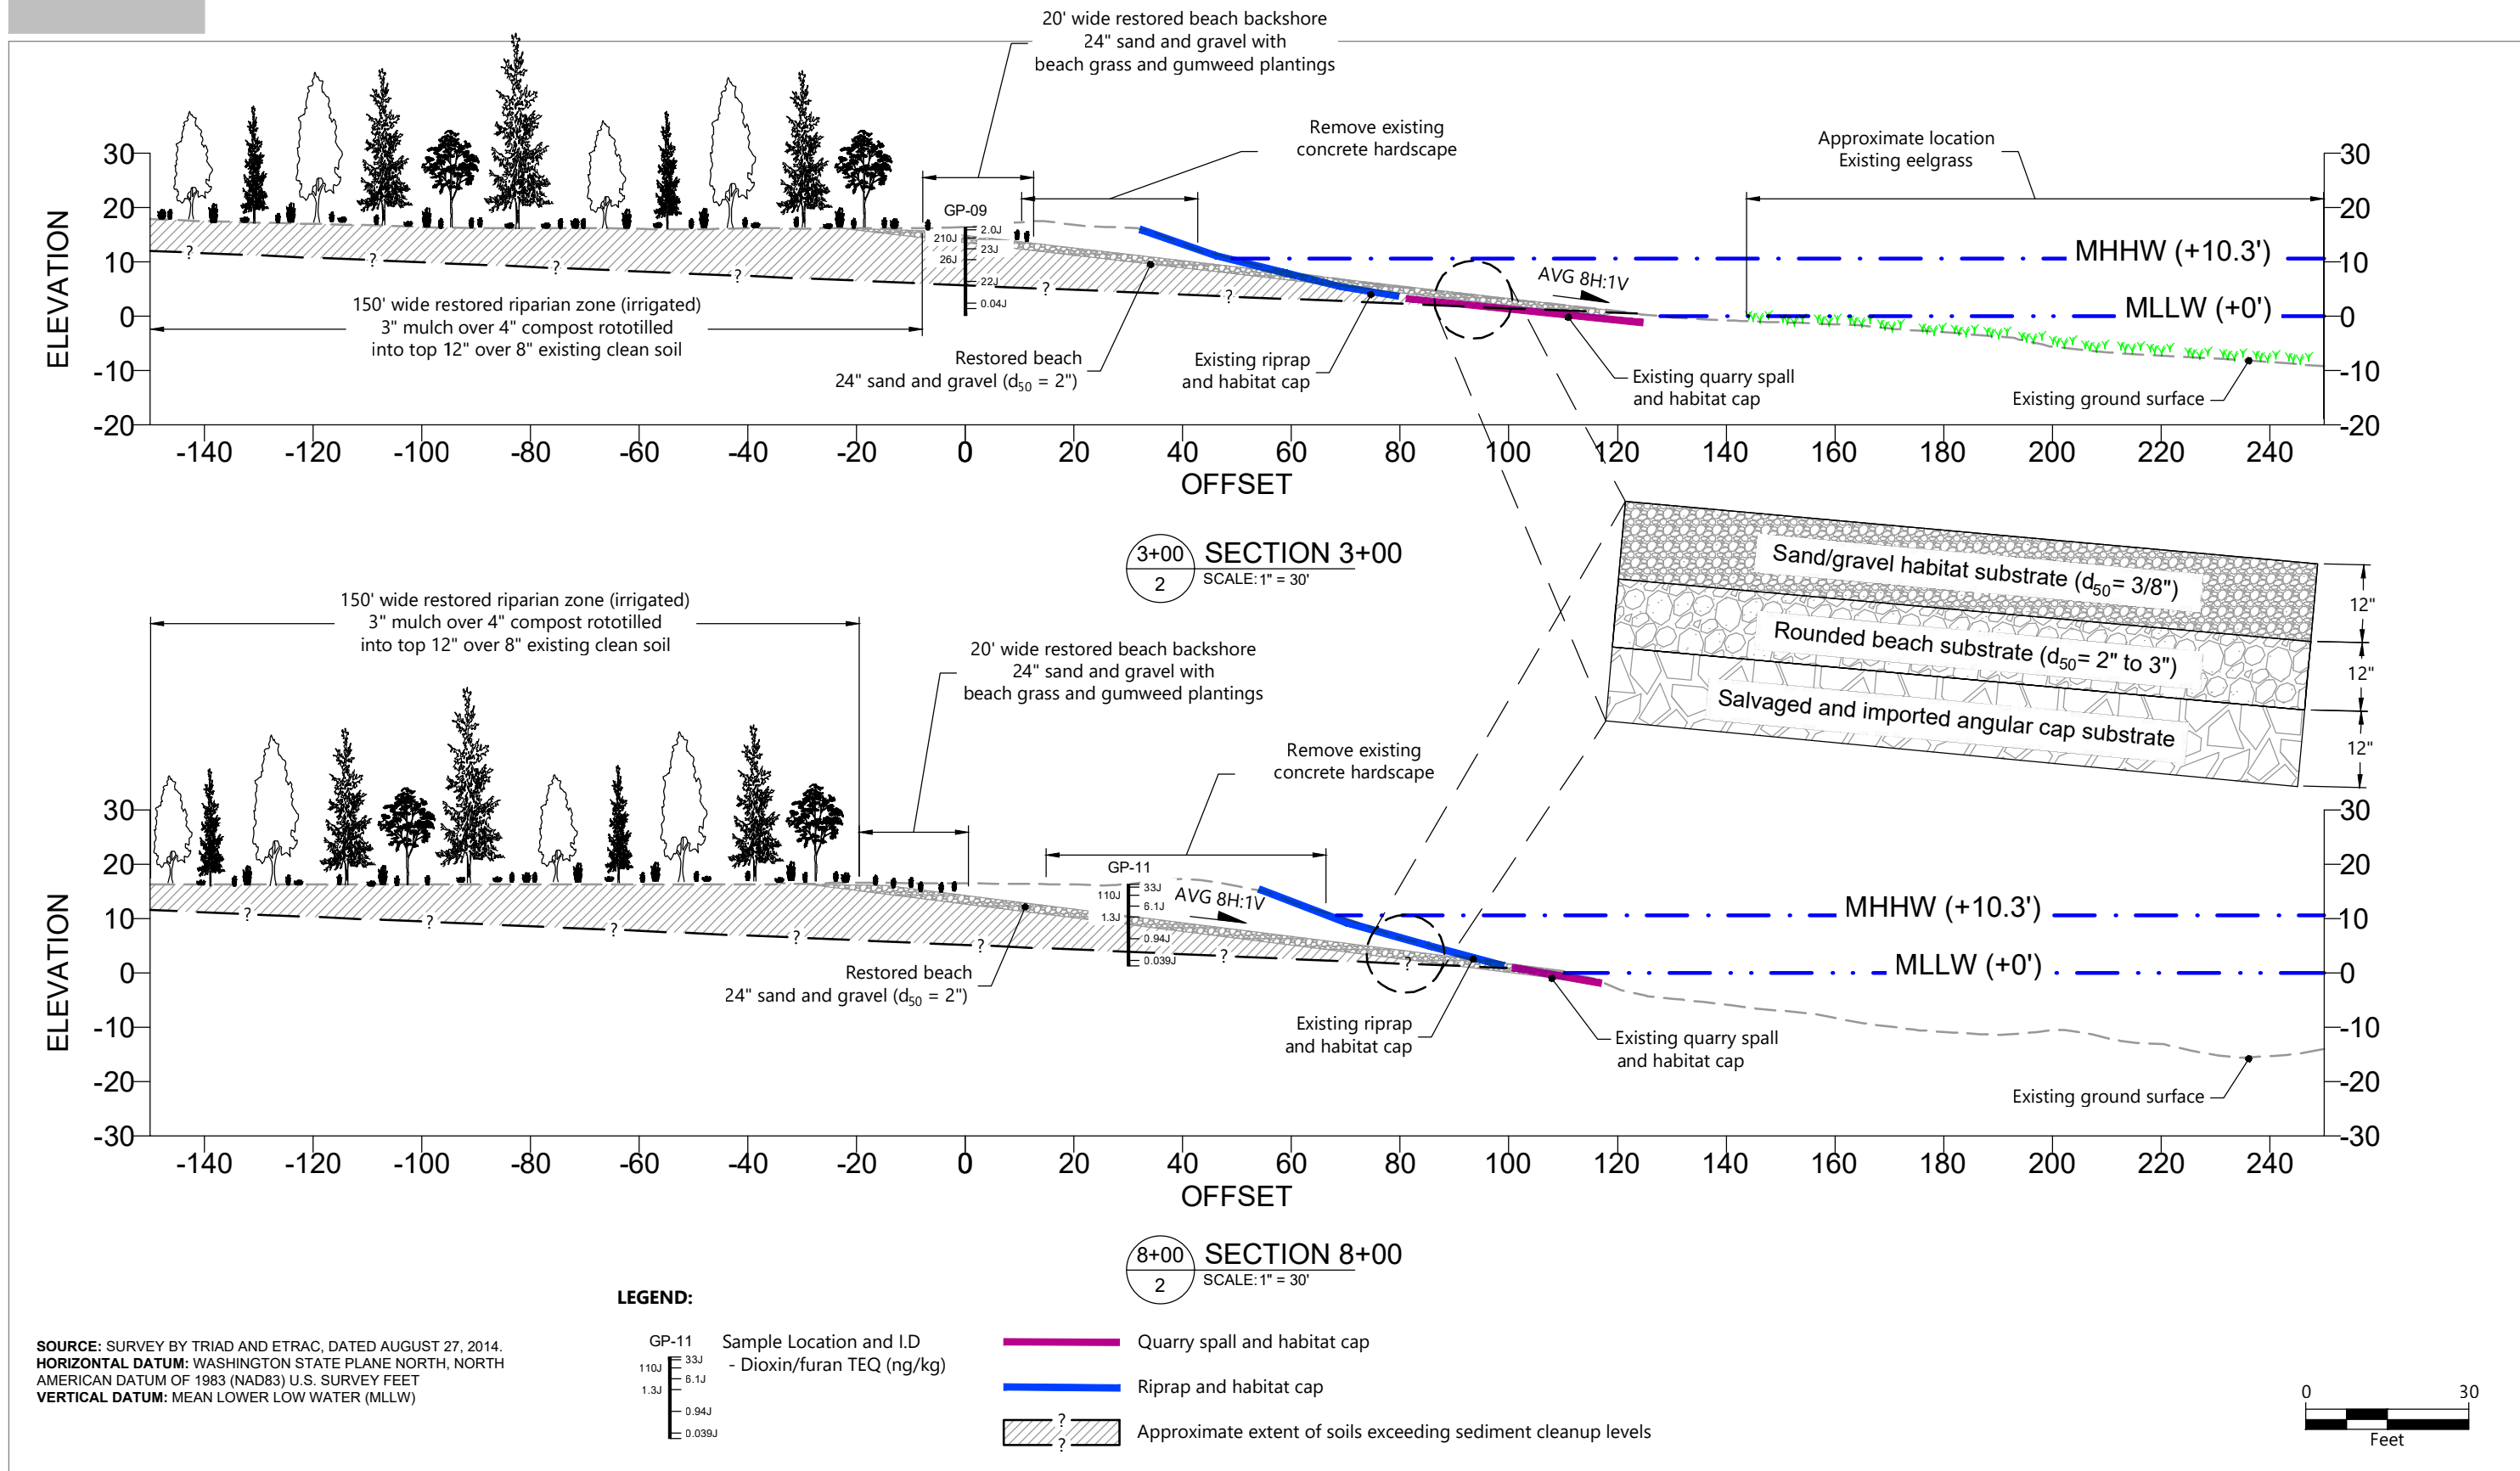 20' wide restored beach backshore
24" sand and gravel with
beach grass and gumweed plantings
Remove existing
concrete hardscape
Approximate location
Existing eelgrass
ELEVATION
30
20
10
0
-10
-20
30
20
10
0
-10
-20
GP-09
2.0J
210J
23J
26J
22J
0.04J
? ? ? ? ? ?
AVG 8H:1V
MHHW (+10.3')
MLLW (+0')
150' wide restored riparian zone (irrigated)
3" mulch over 4" compost rototilled
into top 12" over 8" existing clean soil
Restored beach
24" sand and gravel (d50 = 2")
Existing riprap
and habitat cap
Existing quarry spall
and habitat cap
Existing ground surface
-140 -120 -100 -80 -60 -40 -20 0 20 40 60 80 100 120 140 160 180 200 220 240
OFFSET
3+00
2
SECTION 3+00
SCALE: 1" = 30'
Sand/gravel habitat substrate (d50= 3/8")
Rounded beach substrate (d50= 2" to 3")
Salvaged and imported angular cap substrate
12"
12"
12"
150' wide restored riparian zone (irrigated)
3" mulch over 4" compost rototilled
into top 12" over 8" existing clean soil
20' wide restored beach backshore
24" sand and gravel with
beach grass and gumweed plantings
Remove existing
concrete hardscape
ELEVATION
30
20
10
0
-10
-20
-30
30
20
10
0
-10
-20
-30
GP-11
33J
110J
6.1J
1.3J
0.94J
0.039J
? ? ? ? ? ? ?
AVG 8H:1V
MHHW (+10.3')
MLLW (+0')
Restored beach
24" sand and gravel (d50 = 2")
Existing riprap
and habitat cap
Existing quarry spall
and habitat cap
Existing ground surface
-140 -120 -100 -80 -60 -40 -20 0 20 40 60 80 100 120 140 160 180 200 220 240
OFFSET
8+00
2
SECTION 8+00
SCALE: 1" = 30'
LEGEND:
GP-11
33J
110J
6.1J
1.3J
0.94J
0.039J
Sample Location and I.D
- Dioxin/furan TEQ (ng/kg)
Quarry spall and habitat cap
Riprap and habitat cap
?
?
Approximate extent of soils exceeding sediment cleanup levels
SOURCE: SURVEY BY TRIAD AND ETRAC, DATED AUGUST 27, 2014.
HORIZONTAL DATUM: WASHINGTON STATE PLANE NORTH, NORTH
AMERICAN DATUM OF 1983 (NAD83) U.S. SURVEY FEET
VERTICAL DATUM: MEAN LOWER LOW WATER (MLLW)
0 30
Feet